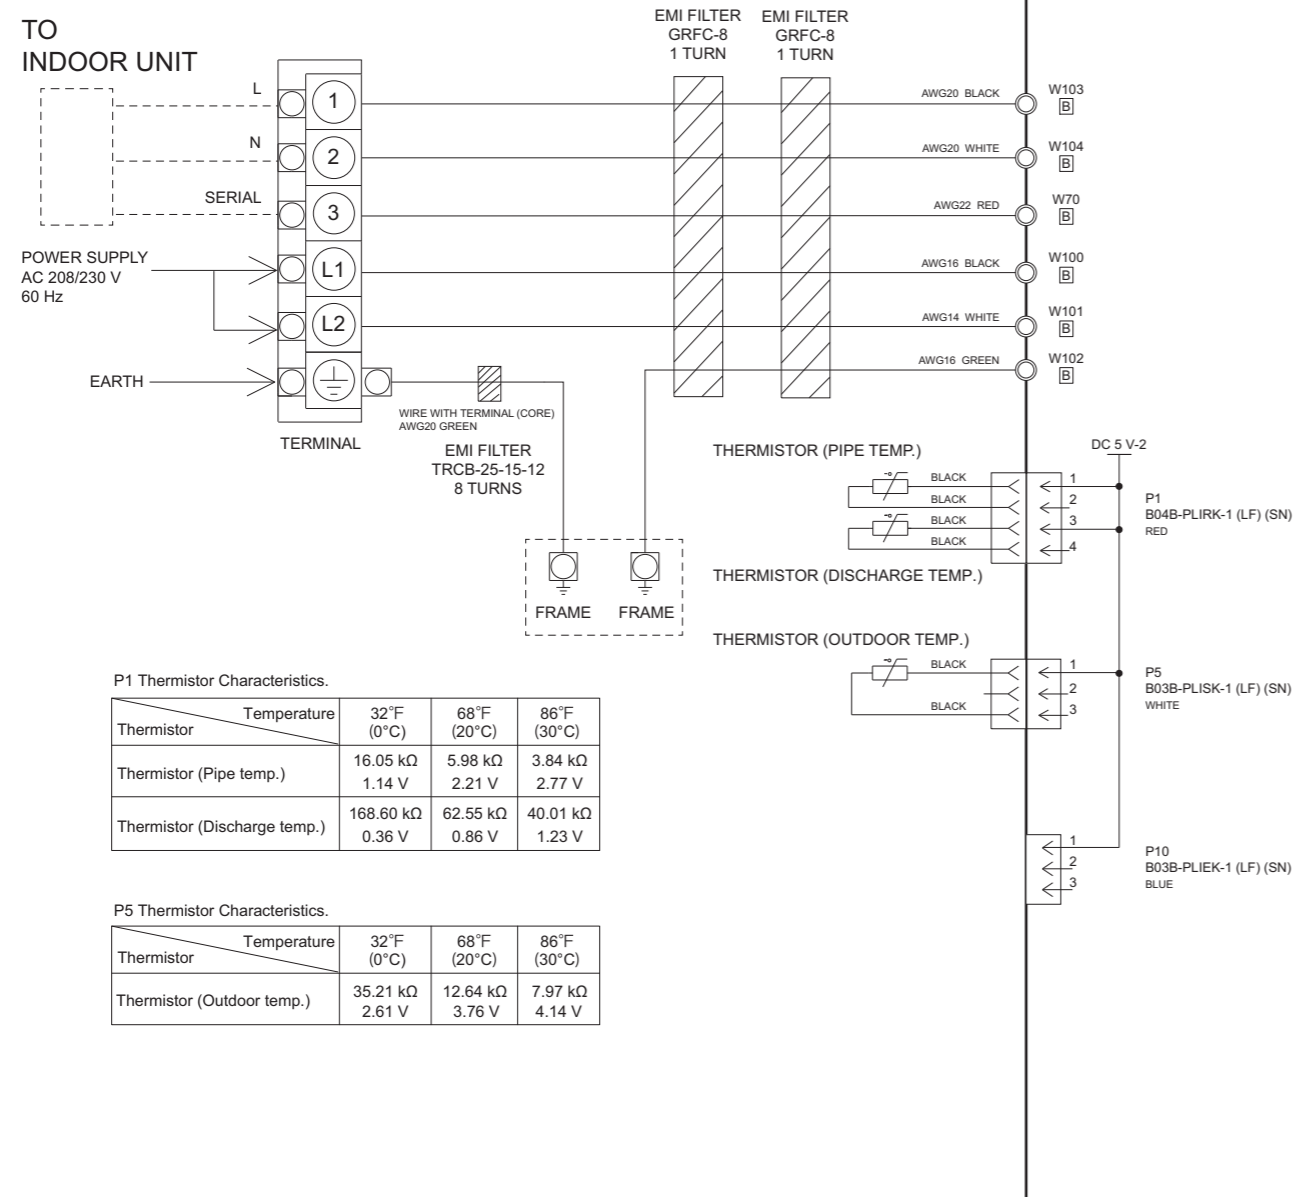 TO
INDOOR UNIT
EMI FILTER
GRFC-8
1 TURN
EMI FILTER
GRFC-8
1 TURN
L
1
AWG20 BLACK
W103
B
N
2
AWG20 WHITE
W104
B
SERIAL
3
AWG22 RED
W70
B
POWER SUPPLY
AC 208/230 V
60 Hz
L1
AWG16 BLACK
W100
B
L2
AWG14 WHITE
W101
B
EARTH
AWG16 GREEN
W102
B
TERMINAL
WIRE WITH TERMINAL (CORE)
AWG20 GREEN
EMI FILTER
TRCB-25-15-12
8 TURNS
FRAME
FRAME
THERMISTOR (PIPE TEMP.)
DC 5 V-2
BLACK
BLACK
BLACK
BLACK
1
2
3
4
P1
B04B-PLIRK-1 (LF) (SN)
RED
THERMISTOR (DISCHARGE TEMP.)
THERMISTOR (OUTDOOR TEMP.)
BLACK
BLACK
1
2
3
P5
B03B-PLISK-1 (LF) (SN)
WHITE
1
2
3
P10
B03B-PLIEK-1 (LF) (SN)
BLUE
P1 Thermistor Characteristics.
Temperature
Thermistor
32°F
(0°C)
68°F
(20°C)
86°F
(30°C)
Thermistor (Pipe temp.)
16.05 kΩ
1.14 V
5.98 kΩ
2.21 V
3.84 kΩ
2.77 V
Thermistor (Discharge temp.)
168.60 kΩ
0.36 V
62.55 kΩ
0.86 V
40.01 kΩ
1.23 V
P5 Thermistor Characteristics.
Temperature
Thermistor
32°F
(0°C)
68°F
(20°C)
86°F
(30°C)
Thermistor (Outdoor temp.)
35.21 kΩ
2.61 V
12.64 kΩ
3.76 V
7.97 kΩ
4.14 V